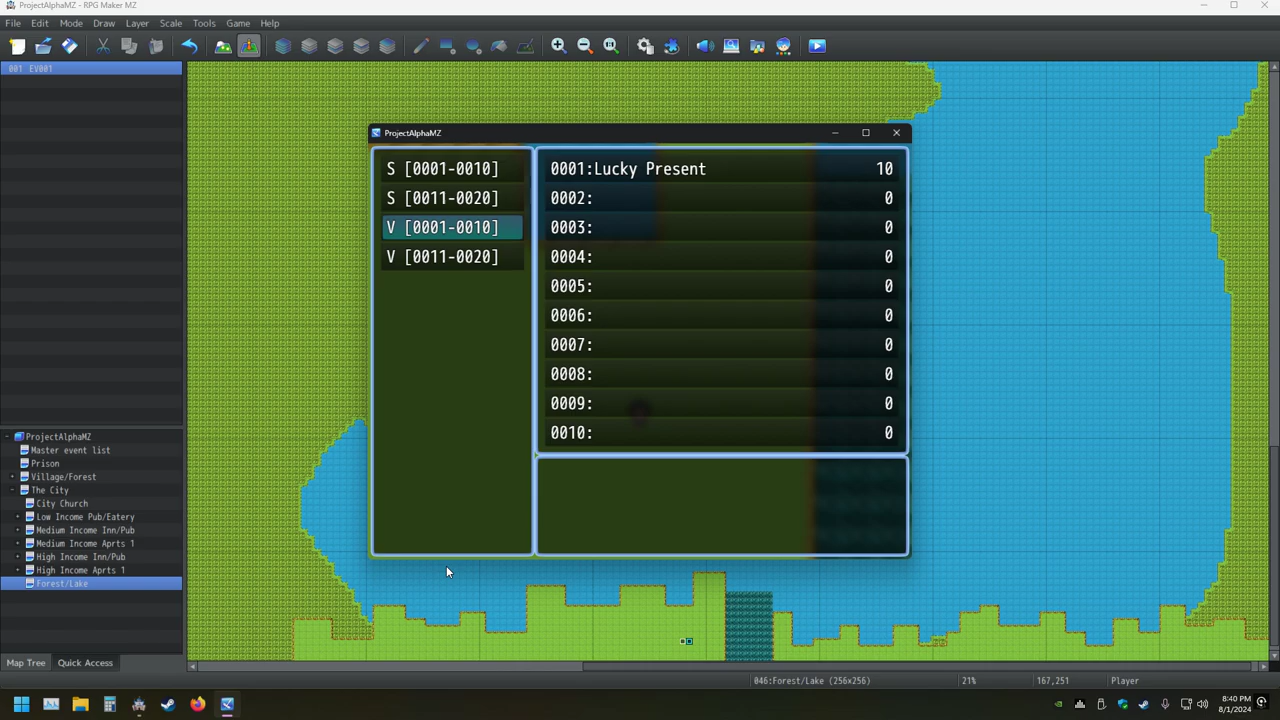 ProjectAlphaMZ - RPG Maker MZ
File Edit Mode Draw Layer Scale Tools Game Help
001 EV001
ProjectAlphaMZ
S [0001-0010]
S [0011-0020]
V [0001-0010]
V [0011-0020]
0001:Lucky Present 10
0002: 0
0003: 0
0004: 0
0005: 0
0006: 0
0007: 0
0008: 0
0009: 0
0010: 0
ProjectAlphaMZ
Master event list
Prison
Village/Forest
The City
City Church
Low Income Pub/Eatery
Medium Income Inn/Pub
Medium Income Aprts 1
High Income Inn/Pub
High Income Aprts 1
Forest/lake
Map Tree Quick Access
046:Forest/Lake (256x256) 21% 167,251 Player
8:40 PM
8/1/2024